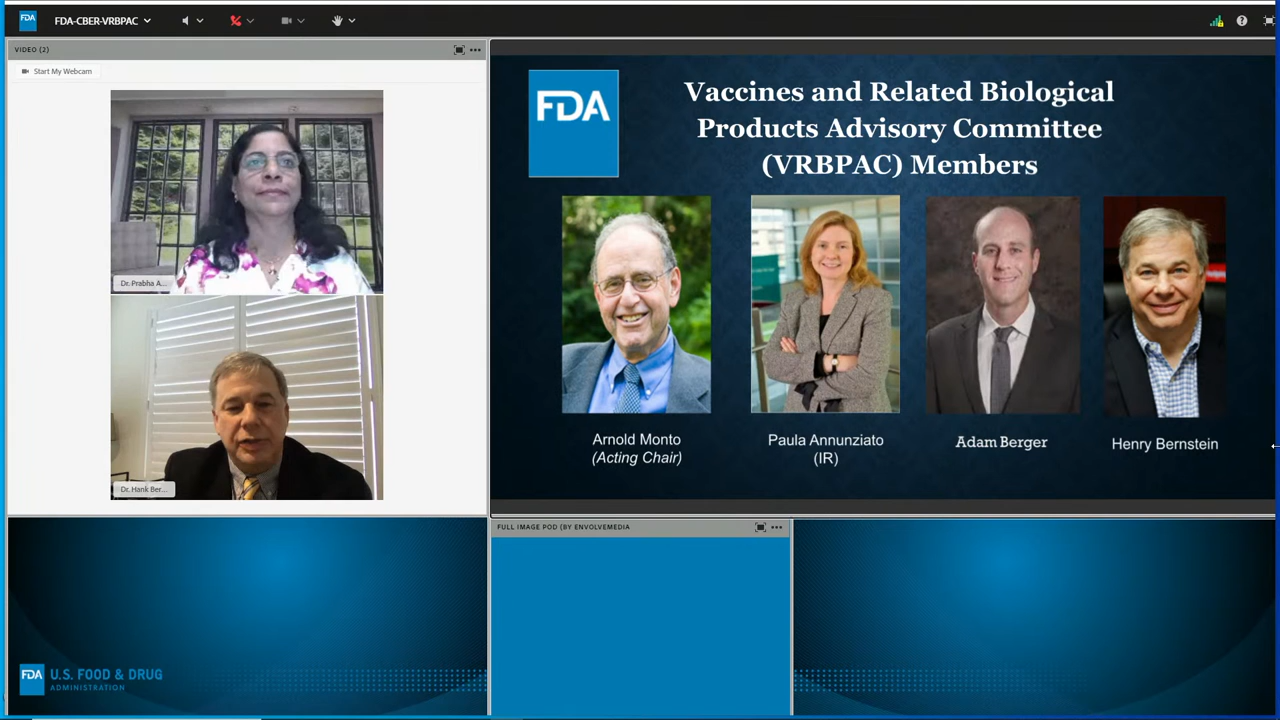 FDA
FDA-CBER-VRBPAC
VIDEO (2)
Start My Webcam
Dr. Prabha A...
Dr. Hank Ber...
FDA
Vaccines and Related Biological
Products Advisory Committee
(VRBPAC) Members
Arnold Monto
(Acting Chair)
Paula Annunziato
(IR)
Adam Berger
Henry Bernstein
FULL IMAGE POD (BY ENVOLVEMEDIA
FDA
U.S. FOOD & DRUG
ADMINISTRATION